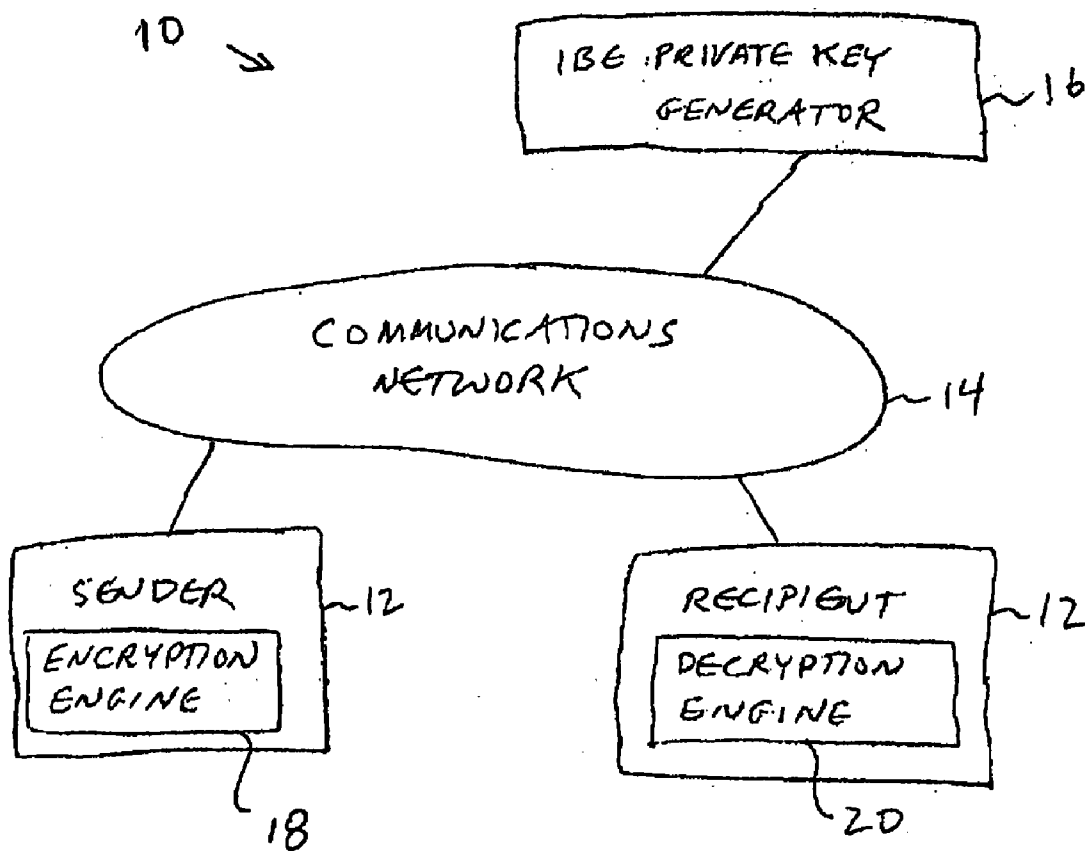 10
IBE PRIVATE KEY
GENERATOR
16
COMMUNICATIONS
NETWORK
14
SENDER
12
ENCRYPTION
ENGINE
18
RECIPIENT
12
DECRYPTION
ENGINE
20